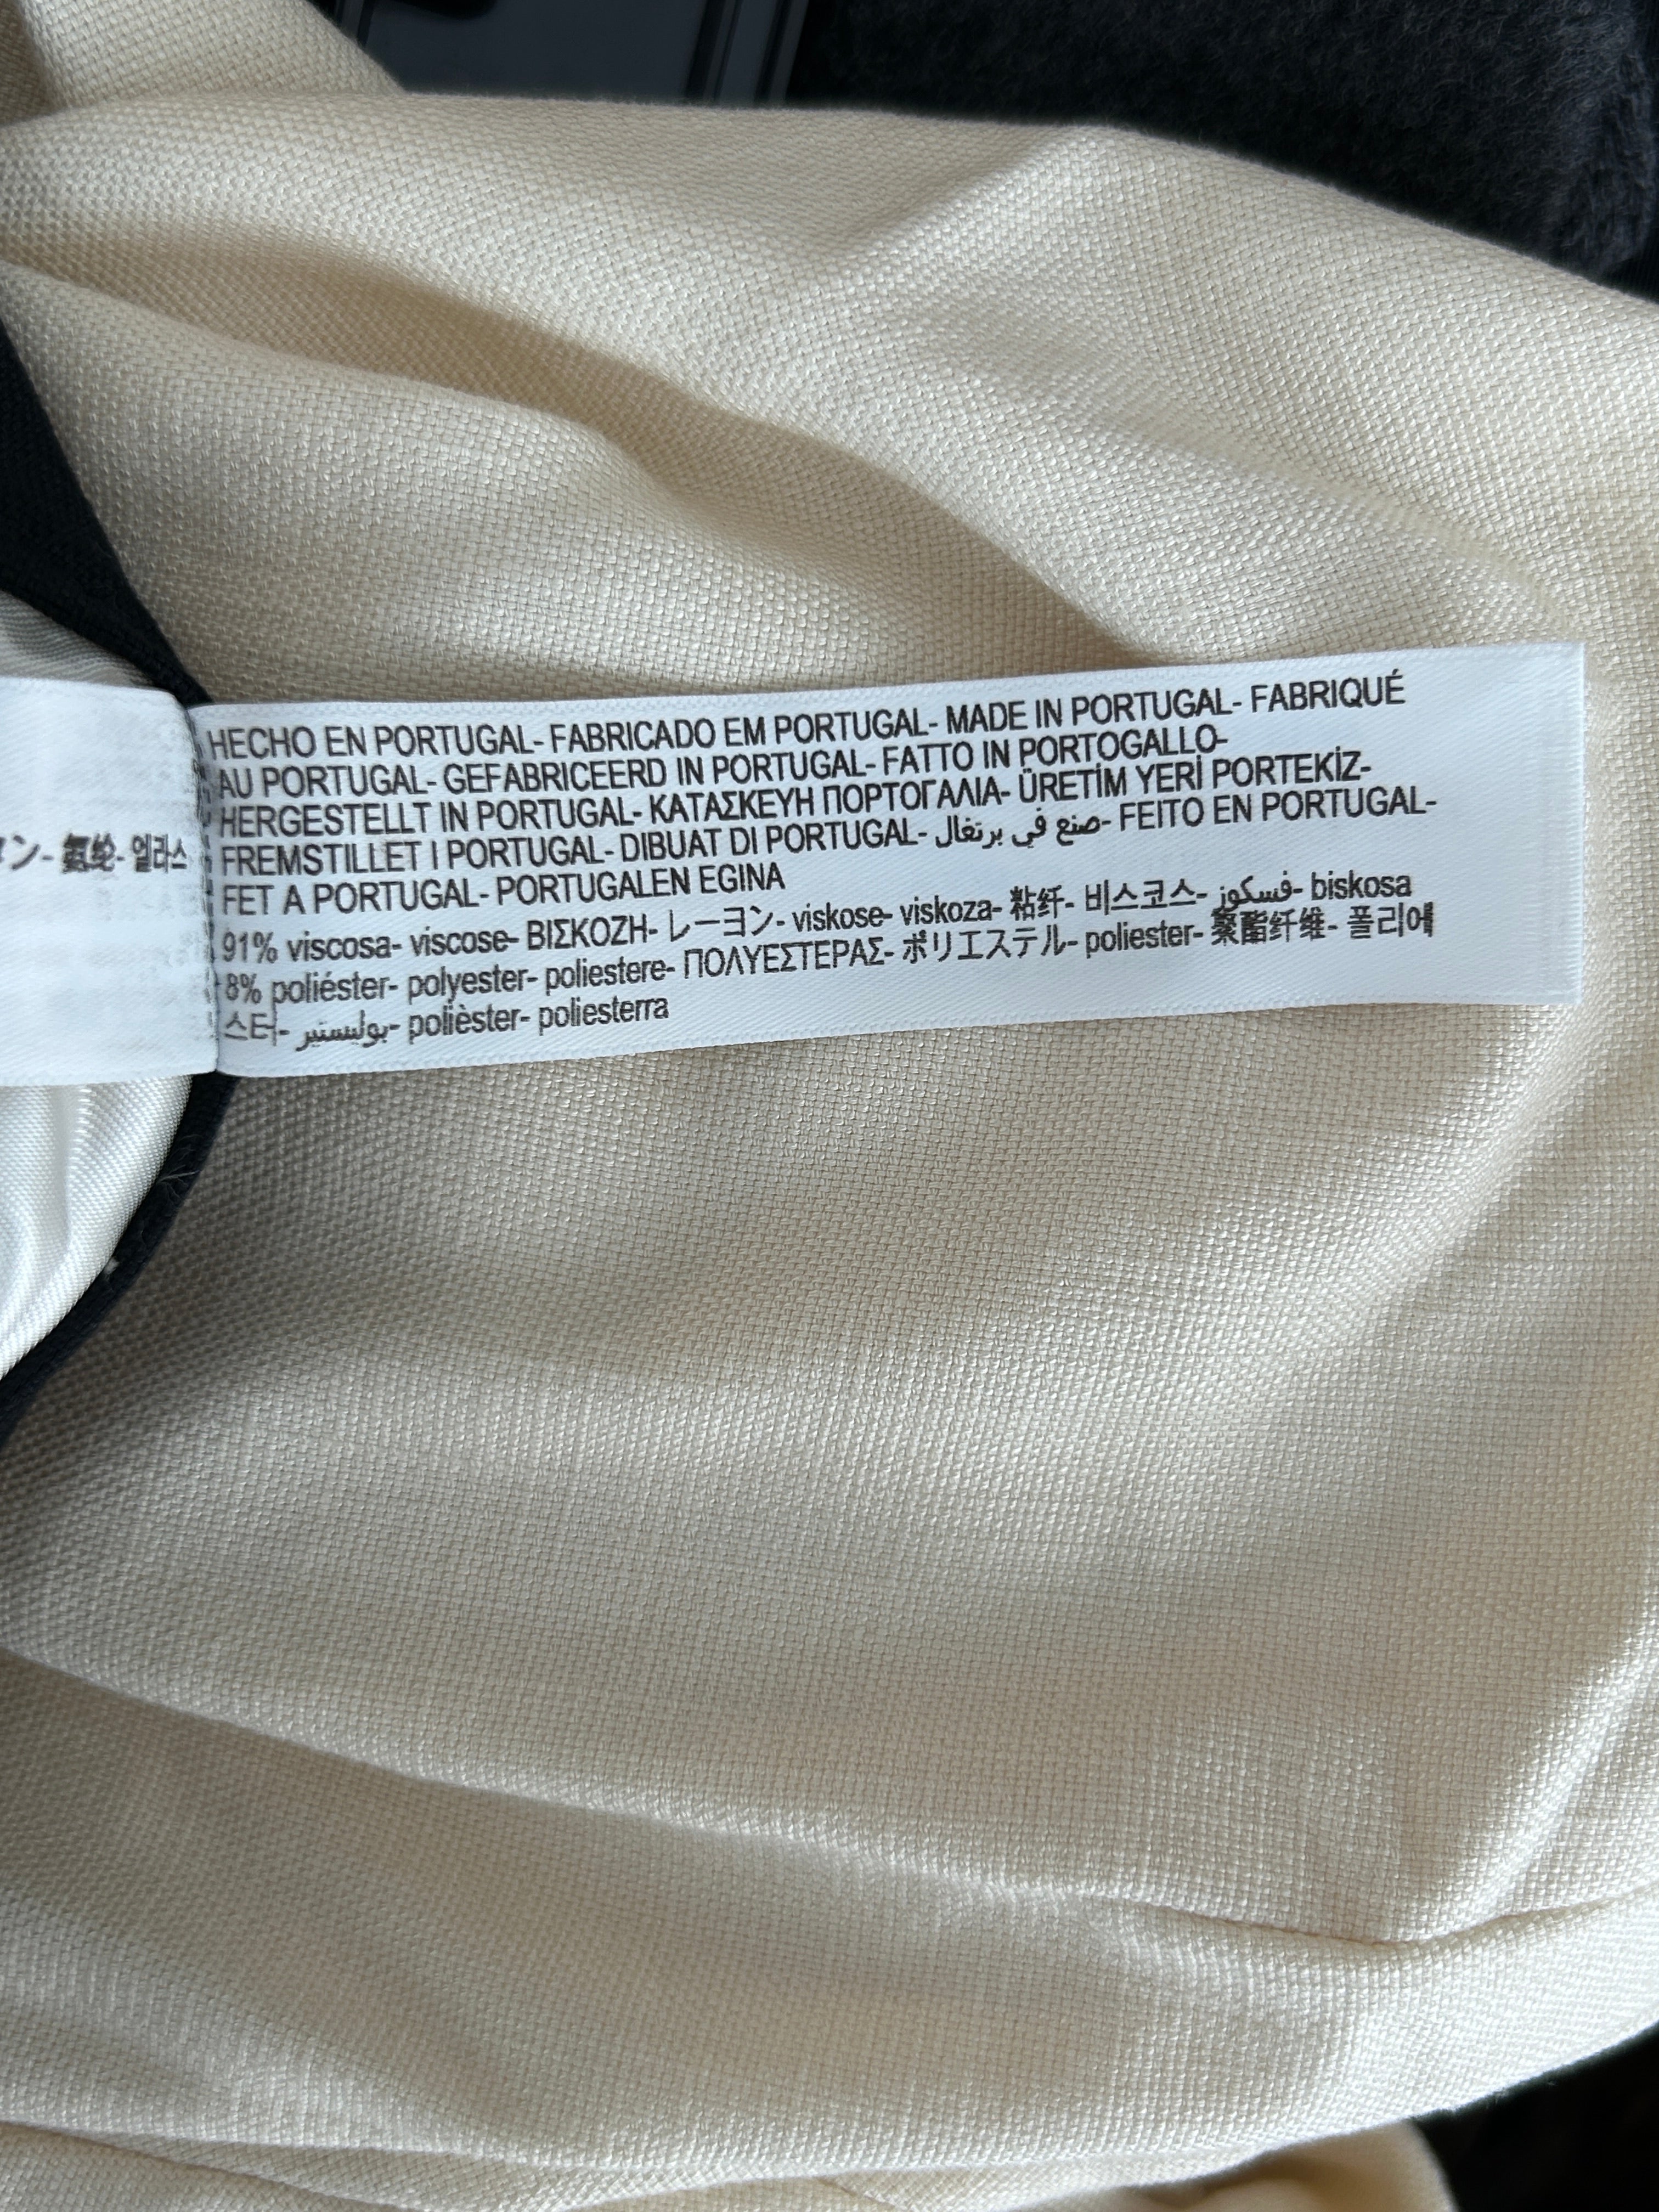 HECHO EN PORTUGAL- FABRICADO EM PORTUGAL- MADE IN PORTUGAL- FABRIQUÉ
AU PORTUGAL- GEFABRICEERD IN PORTUGAL- FATTO IN PORTOGALLO-
HERGESTELLT IN PORTUGAL- ΚΑΤΑΣΚΕΥΗ ΠΟΡΤΟΓΑΛΙΑ- ÜRETİM YERİ PORTEKİZ-
FREMSTILLET I PORTUGAL- DIBUAT DI PORTUGAL- صنع في برتغال- FEITO EN PORTUGAL-
FET A PORTUGAL- PORTUGALEN EGINA
91% viscosa- viscose- ΒΙΣΚΟΖΗ- レーヨン- viskose- viskoza- 粘纤- 비스코스- فسكوز- biskosa
8% poliéster- polyester- poliestere- ΠΟΛΥΕΣΤΕΡΑΣ- ポリエステル- poliester- 聚酯纤维- 폴리에
스터- بوليستير- polièster- poliesterra
ン- 氨纶- 엘라스